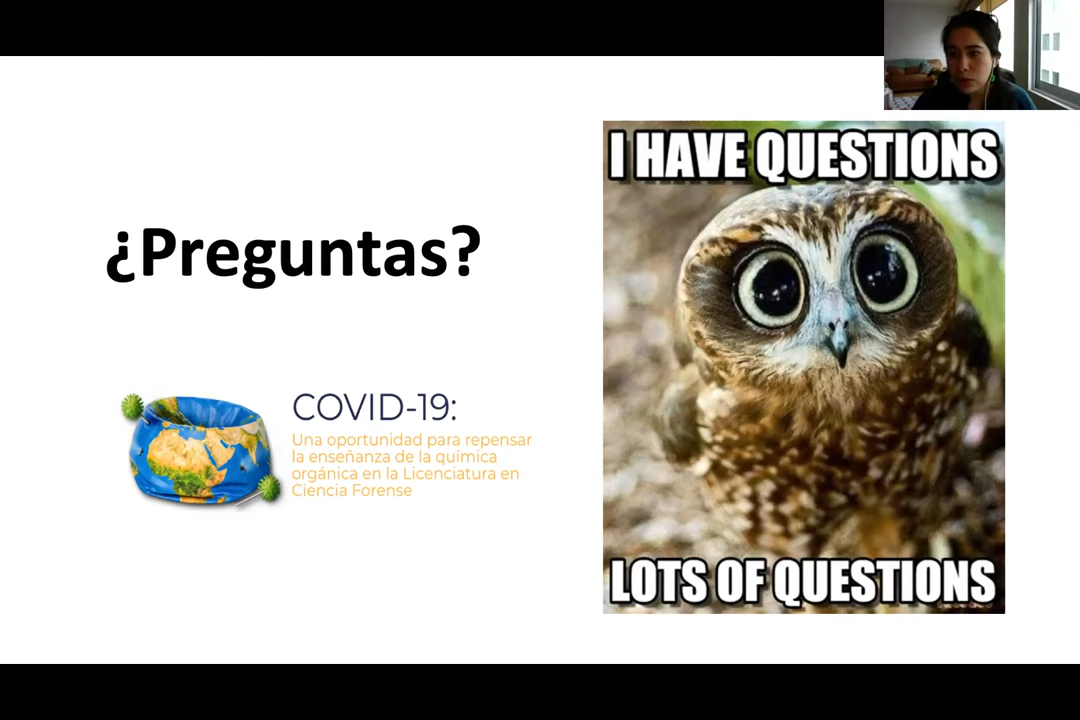 ¿Preguntas?
COVID-19:
Una oportunidad para repensar
la enseñanza de la química
orgánica en la Licenciatura en
Ciencia Forense
I HAVE QUESTIONS
LOTS OF QUESTIONS